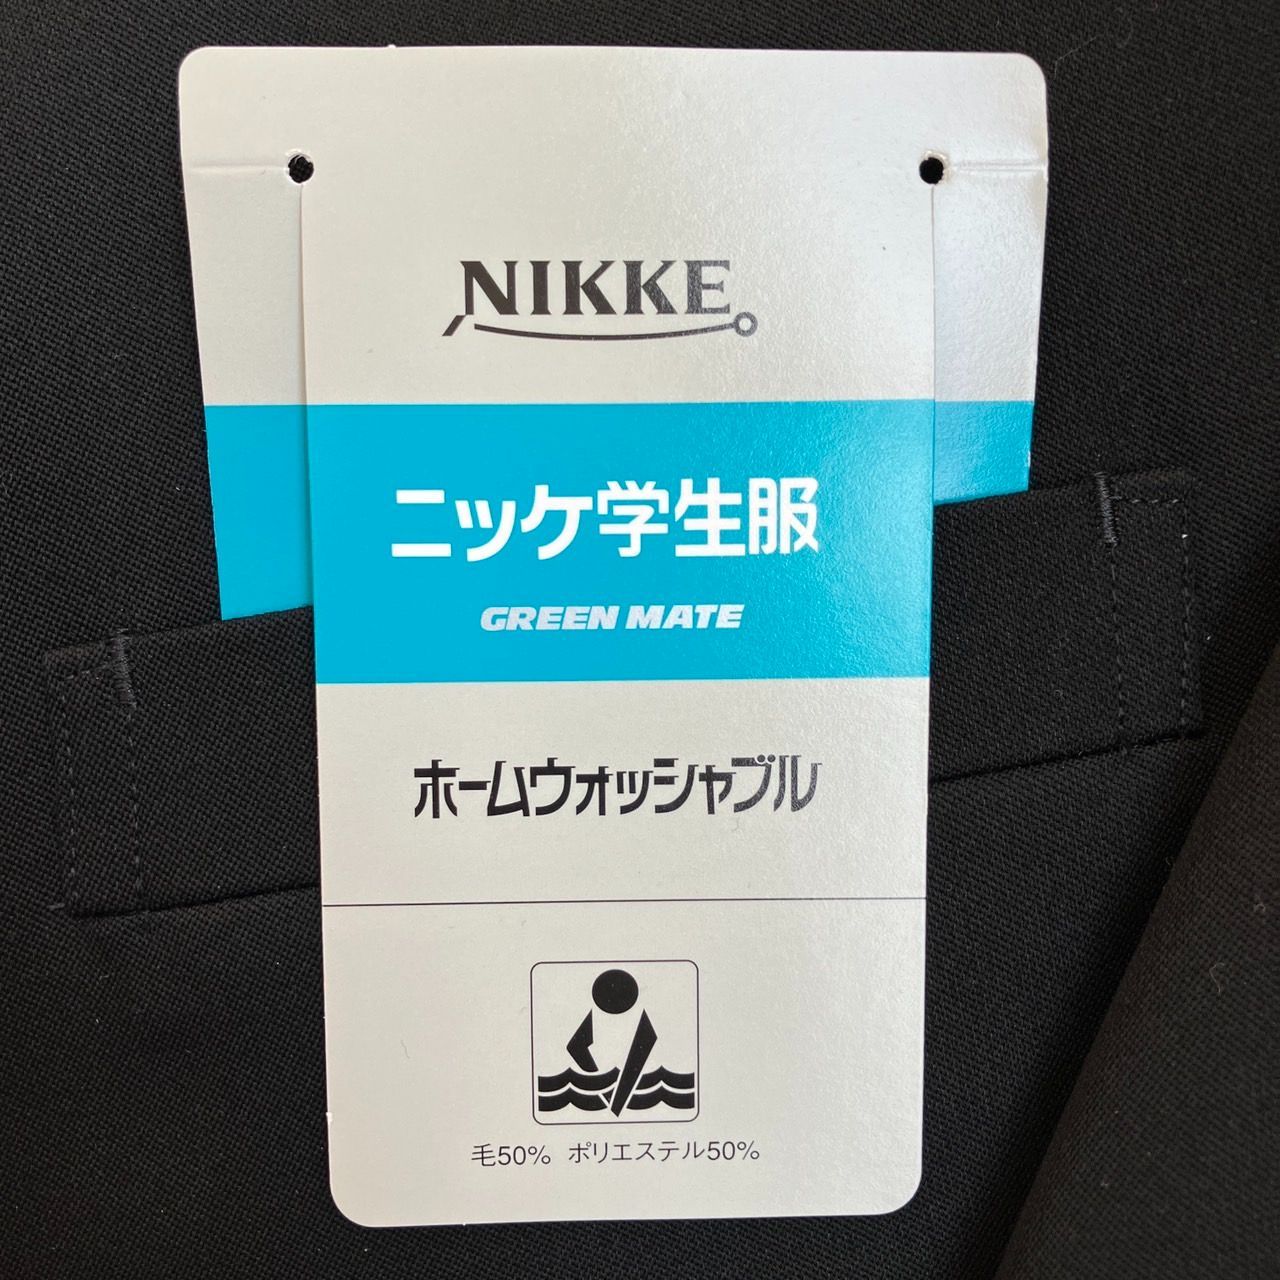 NIKKE
ニッケ学生服
GREEN MATE
ホームウォッシャブル
毛50% ポリエステル50%